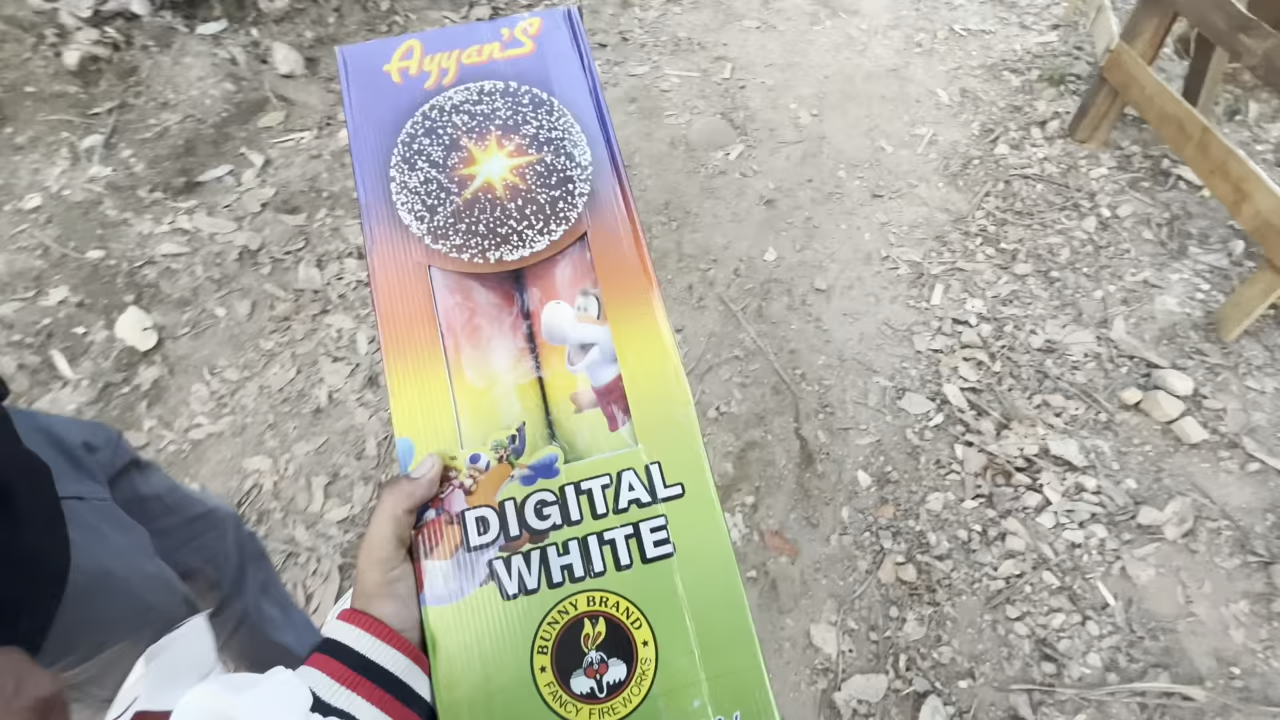 Ayyan'S
DIGITAL
WHITE
BUNNY BRAND
FANCY FIREWORKS